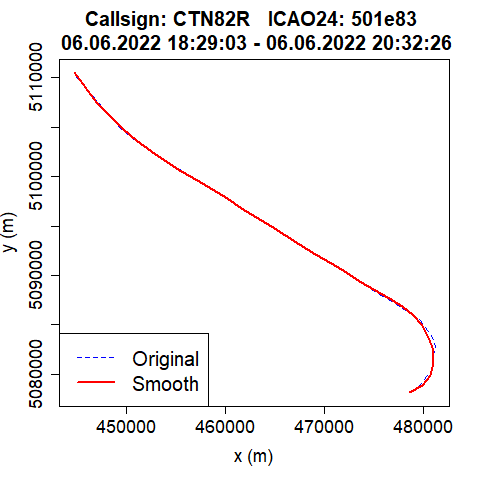 Callsign: CTN82R   ICAO24: 501e83
06.06.2022 18:29:03 - 06.06.2022 20:32:26
y (m)
5110000
5100000
5090000
5080000
Original
Smooth
450000 460000 470000 480000
x (m)